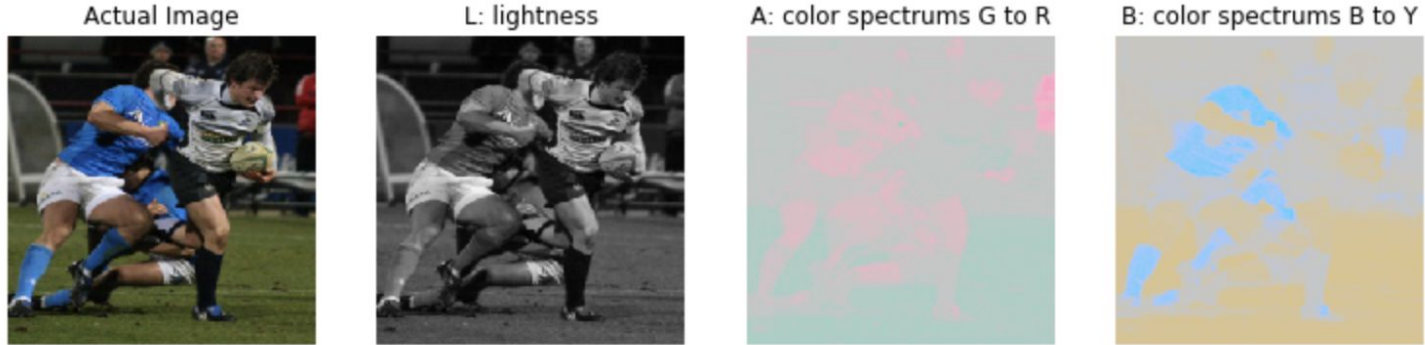 Actual Image
L: lightness
A: color spectrums G to R
B: color spectrums B to Y